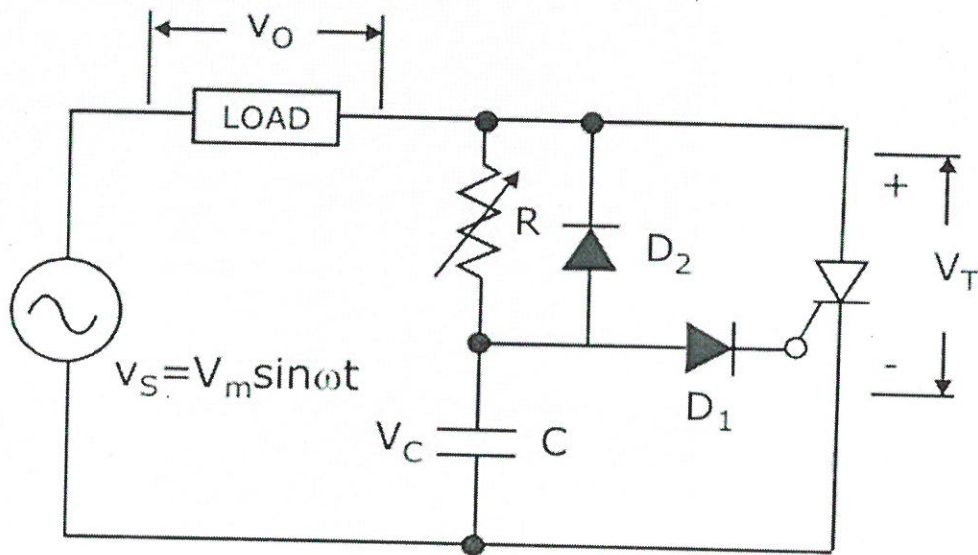 V_O
LOAD
+
R
D_2
V_T
v_S=V_m sinωt
-
D_1
V_C
C